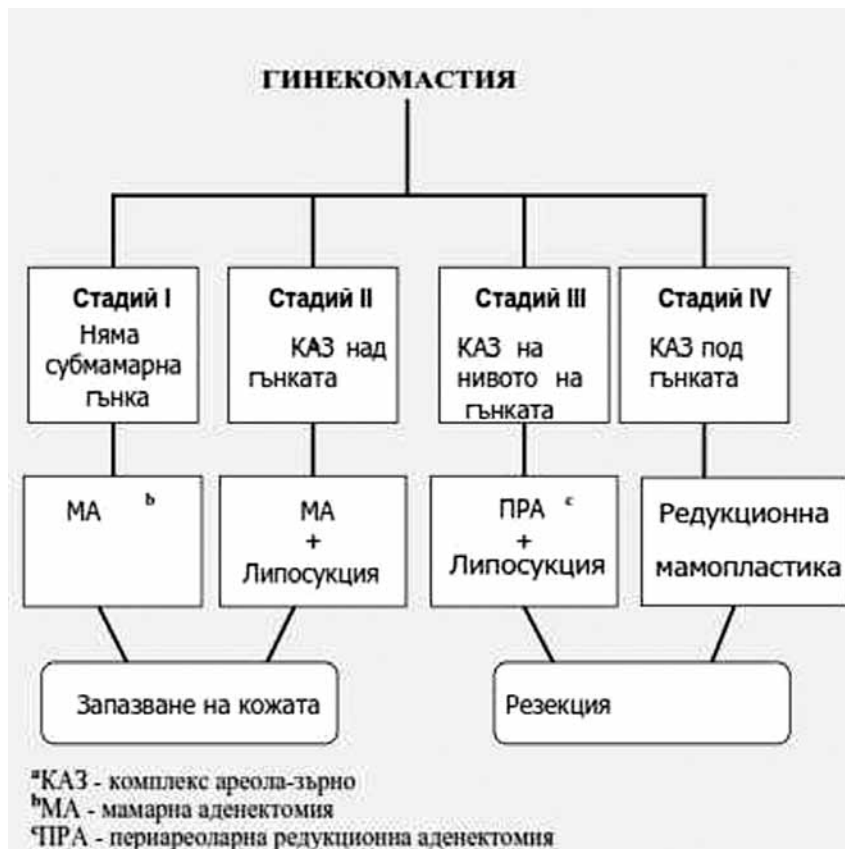 ГИНЕКОМАСТИЯ
Стадий I
Няма
субмамарна
гънка
Стадий II
КАЗ над
гънката
Стадий III
КАЗ на
нивото на
гънката
Стадий IV
КАЗ под
гънката
МА b
МА
+
Липосукция
ПРА c
+
Липосукция
Редукционна
мамопластика
Запазване на кожата
Резекция
aКАЗ - комплекс ареола-зърно
bМА - мамарна аденектомия
cПРА - периареоларна редукционна аденектомия